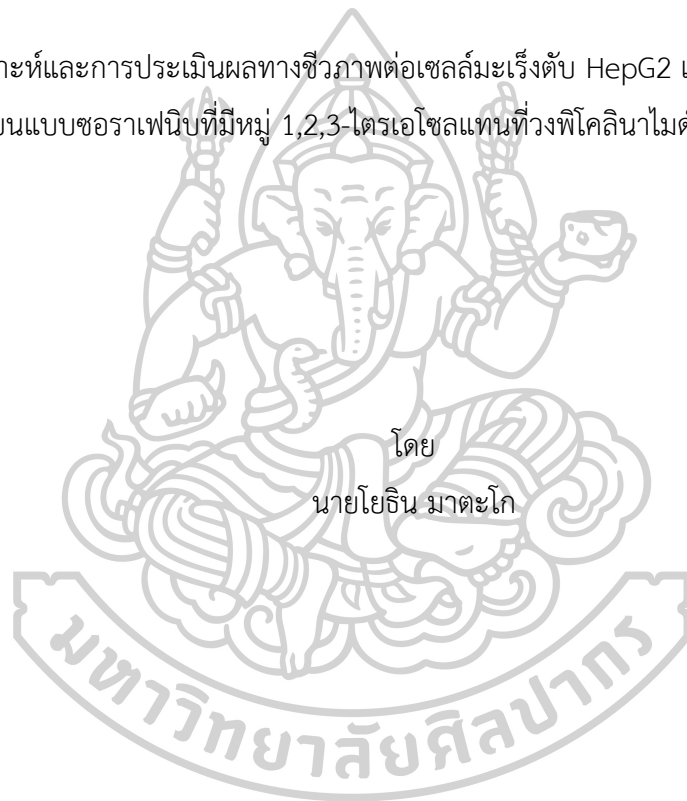 าะห์และการประเมินผลทางชีวภาพต่อเซลล์มะเร็งตับ HepG2 เ
ยนแบบซอราเฟนิบที่มีหมู่ 1,2,3-ไตรเอโซลแทนที่วงพิโคลินาไมด์
โดย
นายโยธิน มาตะโก
มหาวิทยาลัยศิลปากร